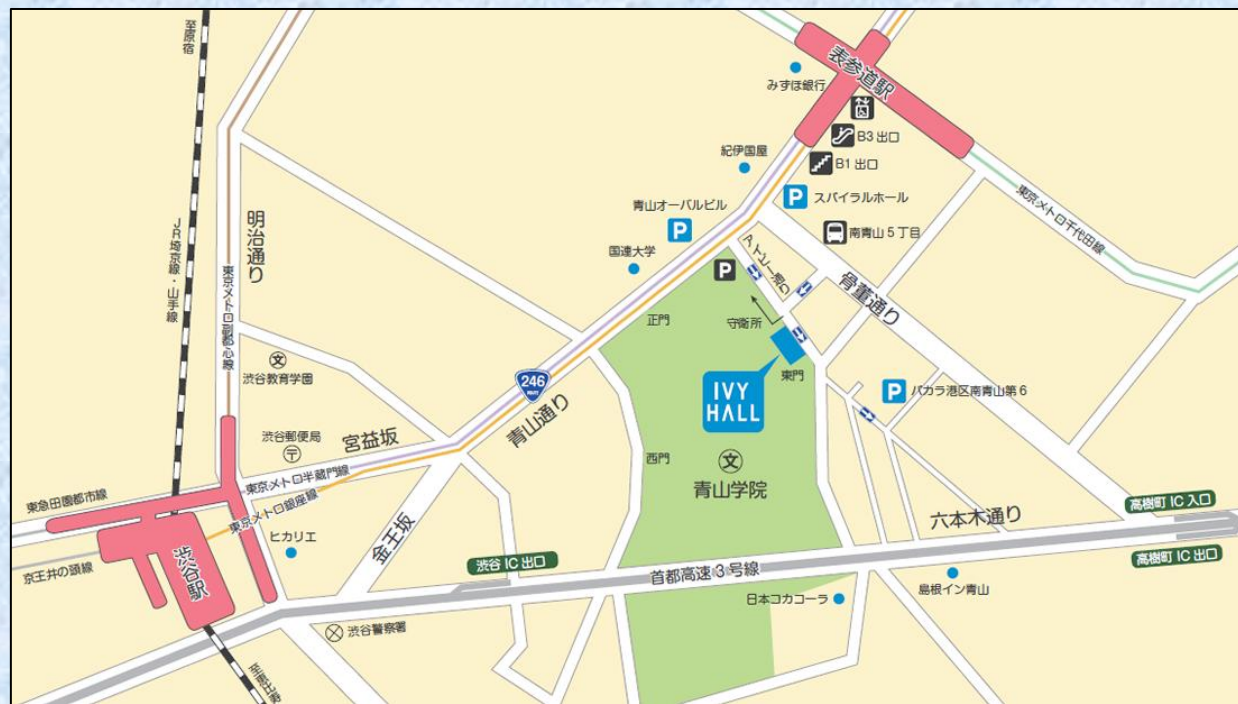 至原宿
表参道駅
みずほ銀行
B3 出口
紀伊国屋
B1 出口
東京メトロ千代田線
明治通り
JR埼京線・山手線
東京メトロ副都心線
青山オーバルビル
P
P
スパイラルホール
南青山 5 丁目
国連大学
P
骨董通り
正門
守衛所
渋谷教育学園
246
ROUTE
青山通り
IVY
HALL
東門
P
パカラ港区南青山第 6
渋谷郵便局
宮益坂
西門
青山学院
東急田園都市線
東京メトロ半蔵門線
東京メトロ銀座線
金王坂
六本木通り
高樹町 IC 入口
京王井の頭線
渋谷駅
ヒカリエ
渋谷 IC 出口
首都高速 3 号線
高樹町 IC 出口
日本コカコーラ
島根イン青山
渋谷警察署
至恵比寿